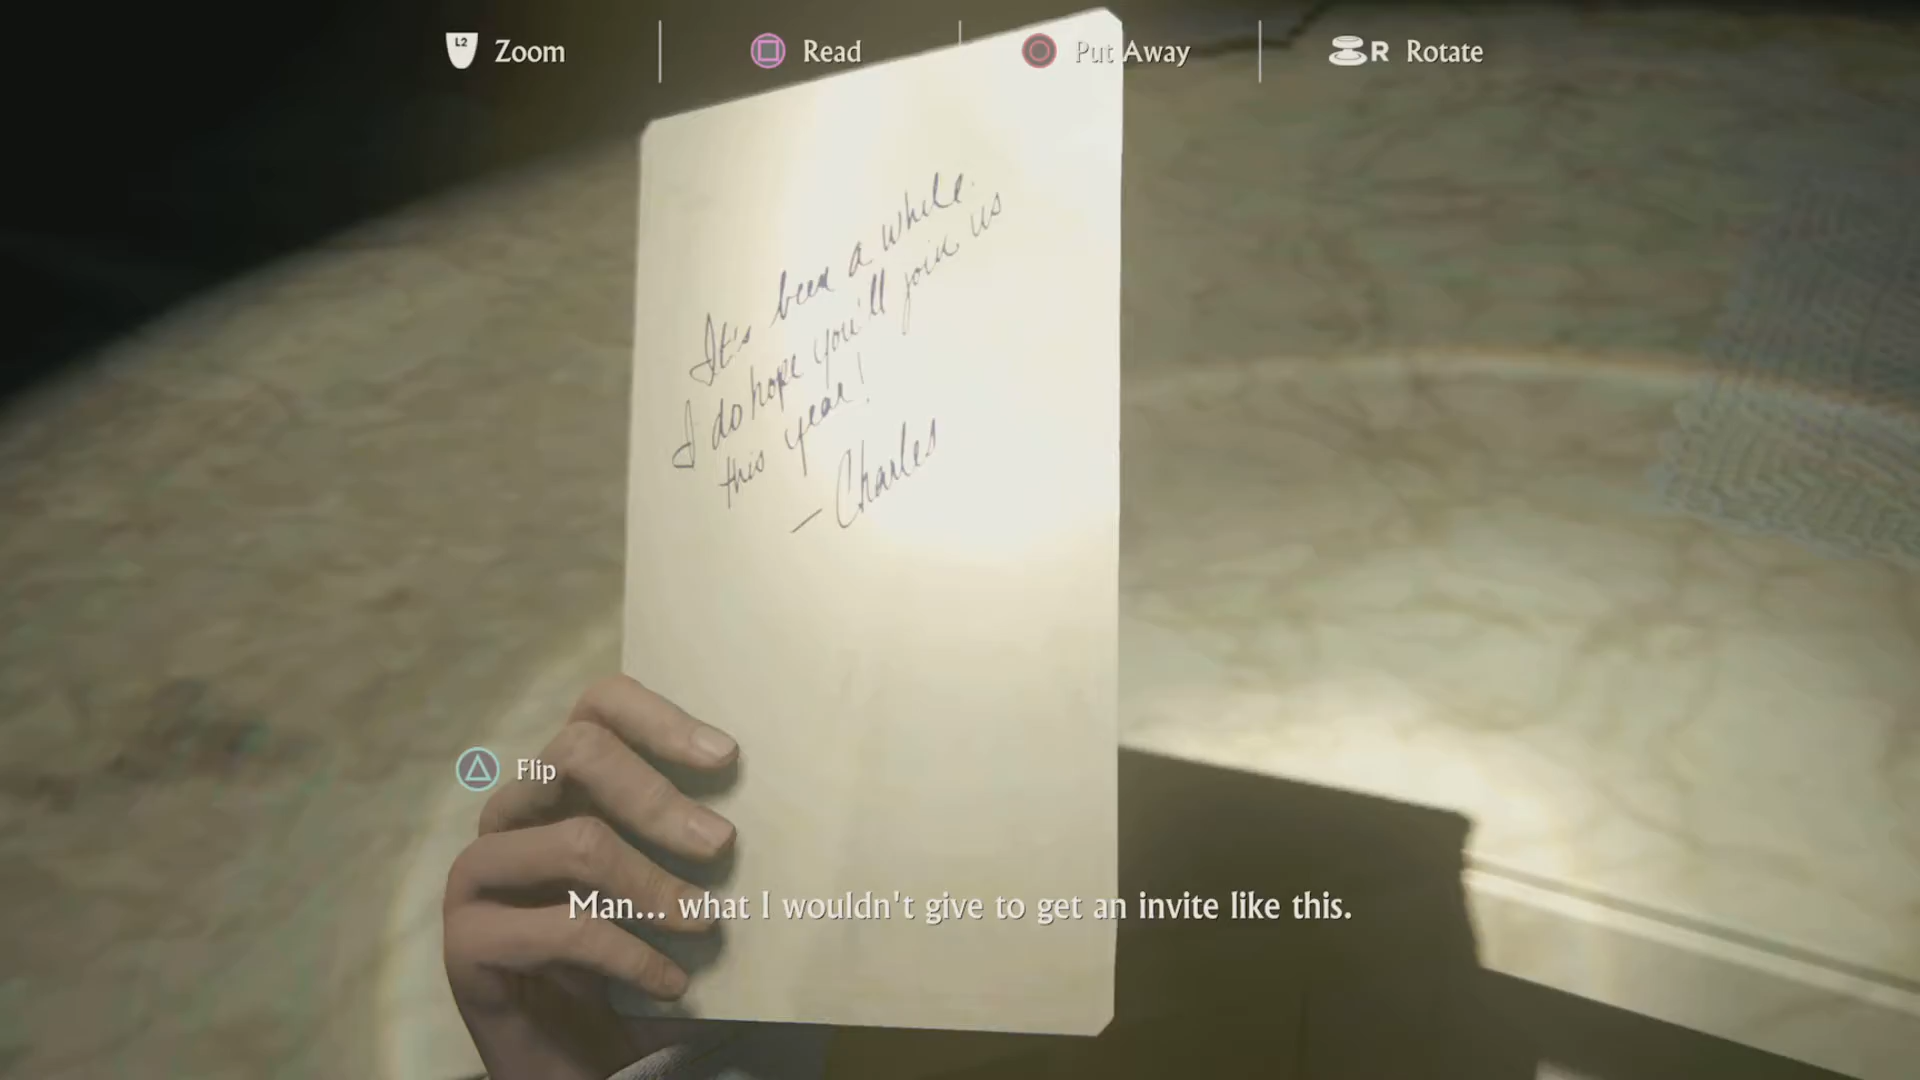 L2 Zoom
Read
Put Away
R Rotate
It's been a while.
I do hope you'll join us
this year!
— Charles
Flip
Man... what I wouldn't give to get an invite like this.